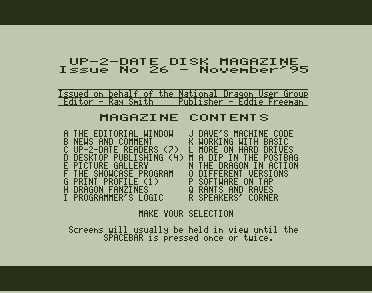 UP-2-DATE DISK MAGAZINE
Issue No 26 - November'95
Issued on behalf of the National Dragon User Group
Editor - Ray Smith Publisher - Eddie Freeman
MAGAZINE CONTENTS
A THE EDITORIAL WINDOW J DAVE'S MACHINE CODE
B NEWS AND COMMENT K WORKING WITH BASIC
C UP-2-DATE READERS (7) L MORE ON HARD DRIVES
D DESKTOP PUBLISHING (4) M A DIP IN THE POSTBAG
E PICTURE GALLERY N THE DRAGON IN ACTION
F THE SHOWCASE PROGRAM O DIFFERENT VERSIONS
G PRINT PROFILE (1) P SOFTWARE ON TAP
H DRAGON FANZINES Q RANTS AND RAVES
I PROGRAMMER'S LOGIC R SPEAKERS' CORNER
MAKE YOUR SELECTION
Screens will usually be held in view until the
SPACEBAR is pressed once or twice.